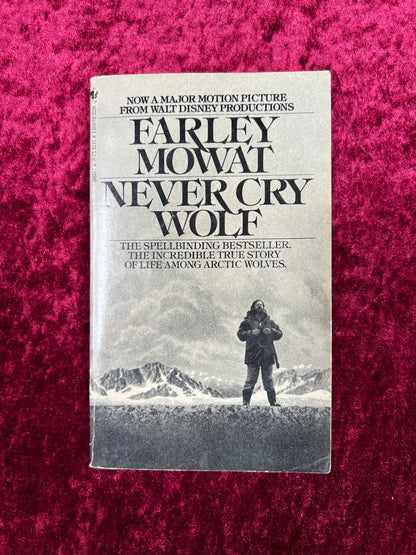 NOW A MAJOR MOTION PICTURE
FROM WALT DISNEY PRODUCTIONS
FARLEY
MOWAT
NEVER CRY
WOLF
THE SPELLBINDING BESTSELLER.
THE INCREDIBLE TRUE STORY
OF LIFE AMONG ARCTIC WOLVES.